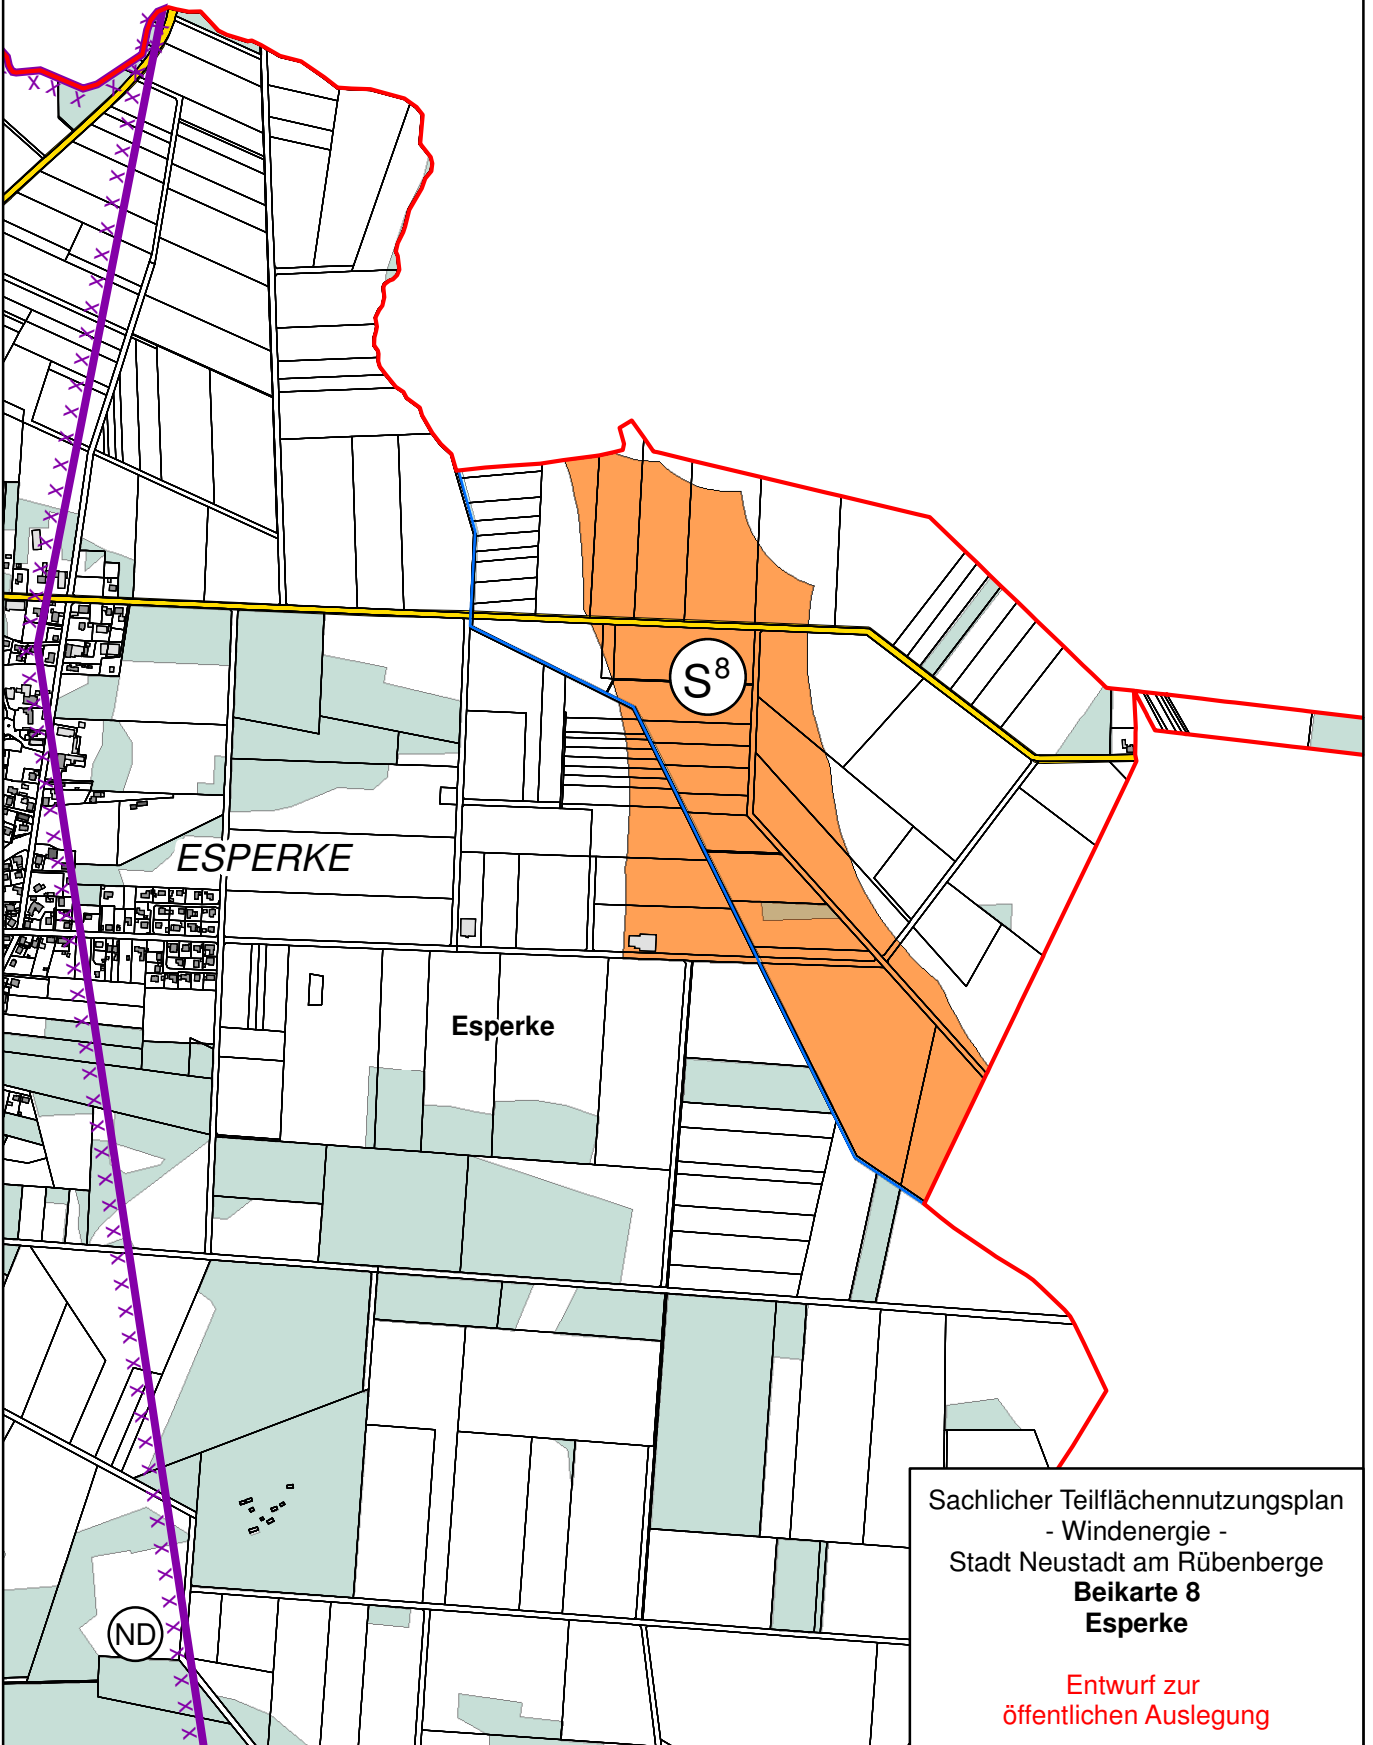 S8
ESPERKE
Esperke
ND
Sachlicher Teilflächennutzungsplan
- Windenergie -
Stadt Neustadt am Rübenberge
Beikarte 8
Esperke
Entwurf zur
öffentlichen Auslegung